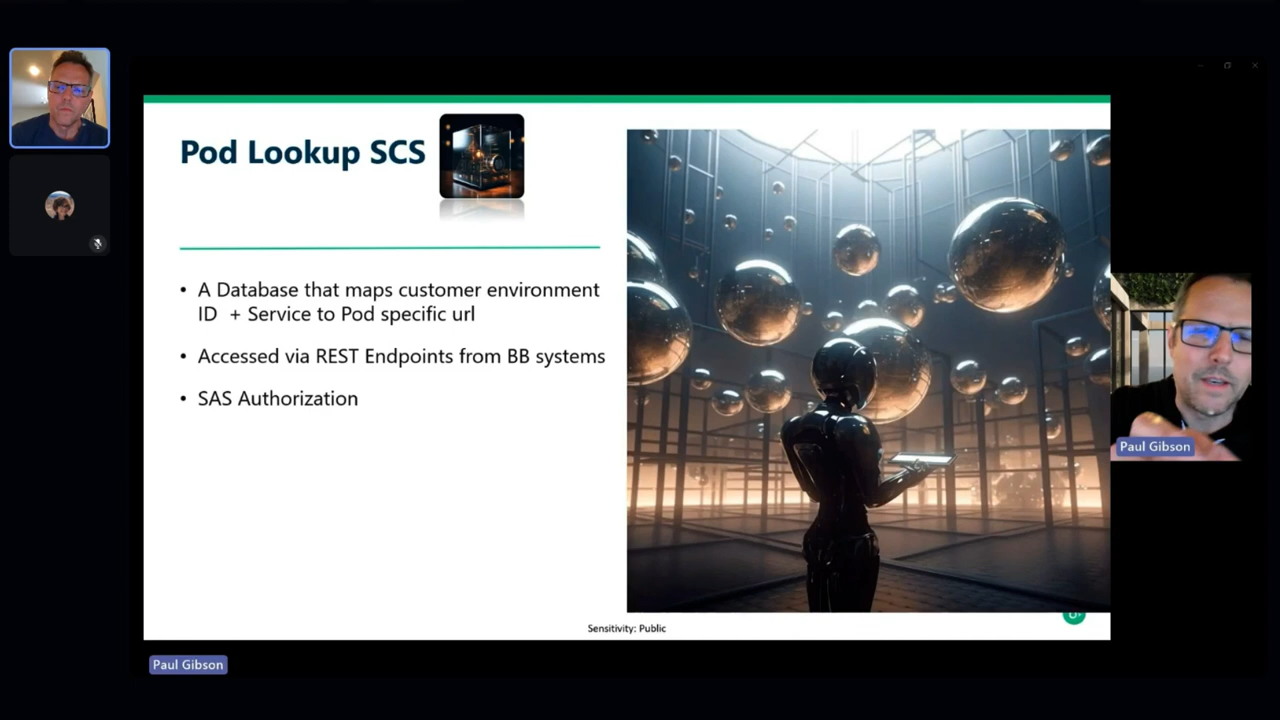 Pod Lookup SCS
• A Database that maps customer environment
ID + Service to Pod specific url
• Accessed via REST Endpoints from BB systems
• SAS Authorization
Paul Gibson
Sensitivity: Public
Paul Gibson